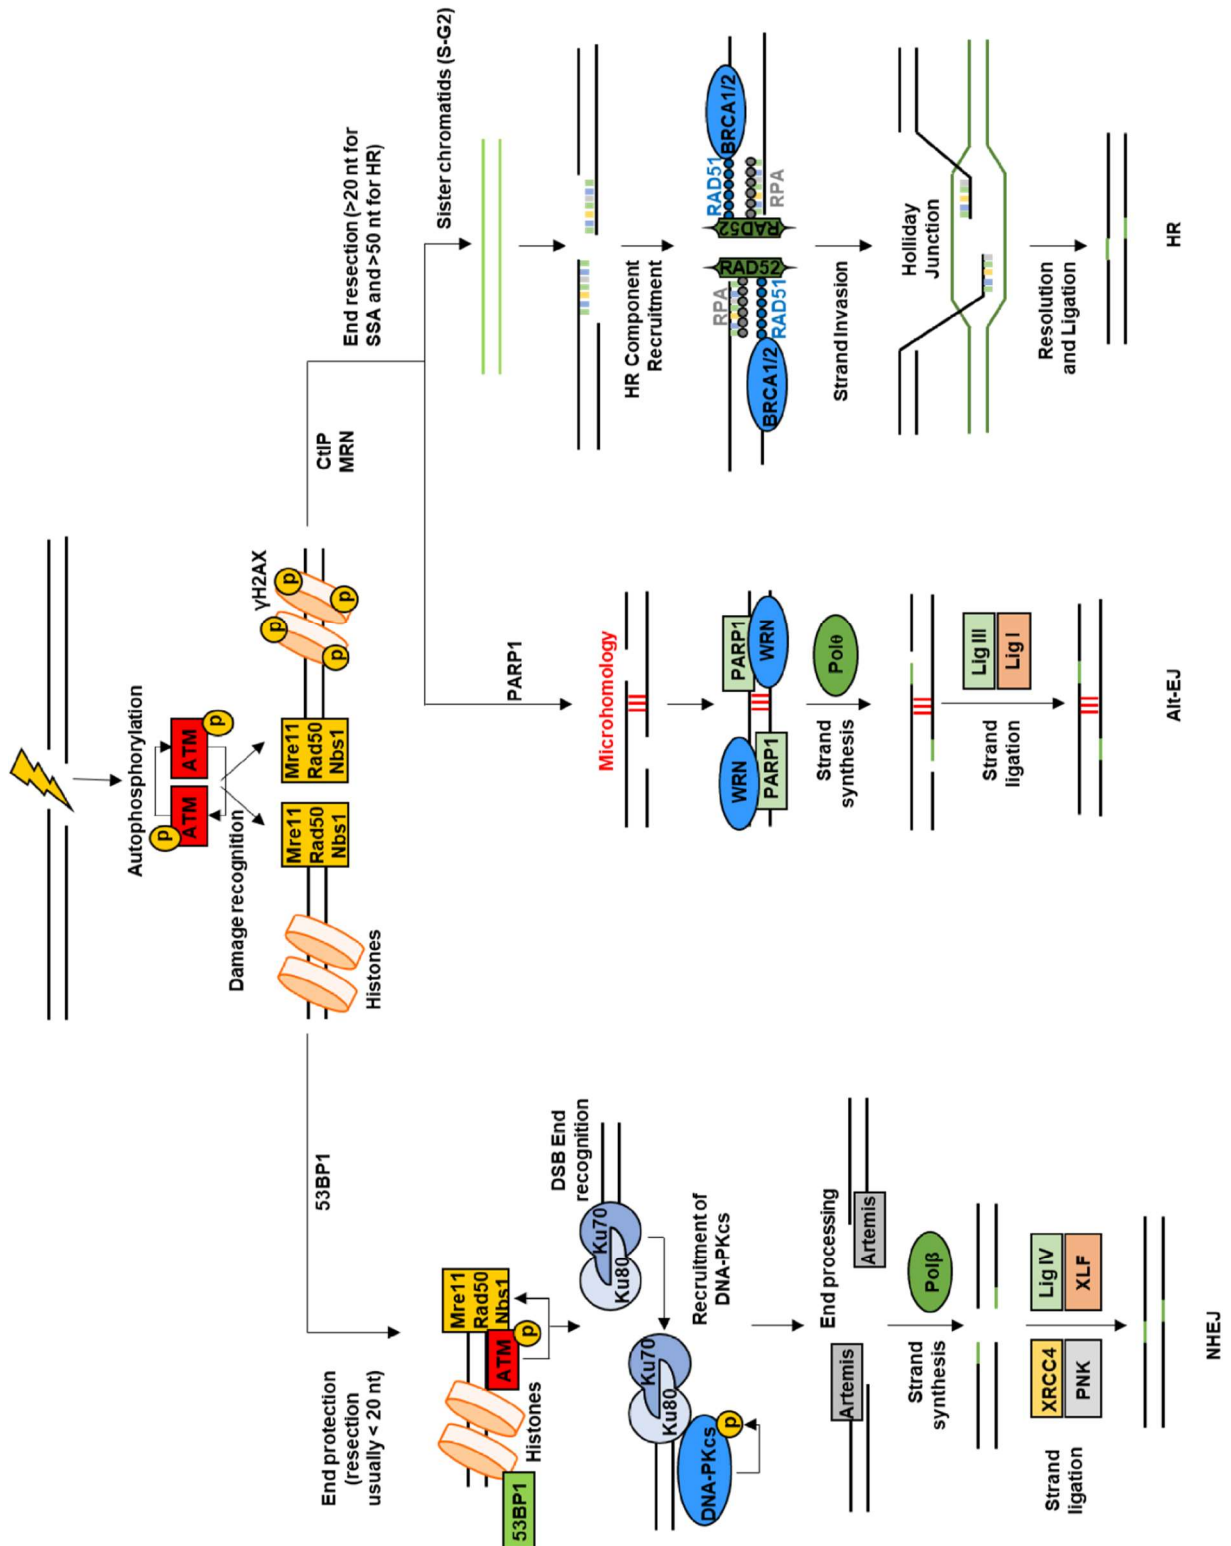 Autophosphorylation
p
ATM
ATM
p
Damage recognition
Mre11
Rad50
Nbs1
Mre11
Rad50
Nbs1
Histones
γH2AX
p
p
p
p
53BP1
CtIP
MRN
End protection
(resection
usually < 20 nt)
End resection (>20 nt for
SSA and >50 nt for HR)
PARP1
Sister chromatids (S-G2)
53BP1
Histones
Mre11
Rad50
Nbs1
ATM
p
DSB End
recognition
Ku70
Ku80
Ku70
Ku80
DNA-PKcs
p
Recruitment of
DNA-PKcs
End processing
Artemis
Artemis
Strand
synthesis
Polβ
Strand
ligation
XRCC4
PNK
Lig IV
XLF
NHEJ
Microhomology
WRN
PARP1
PARP1
WRN
Strand
synthesis
Polθ
Strand
ligation
Lig III
Lig I
Alt-EJ
HR Component
Recruitment
RPA
RAD52
RAD51
BRCA1/2
RAD51
BRCA1/2
RAD52
RPA
Strand Invasion
Holliday
Junction
Resolution
and Ligation
HR